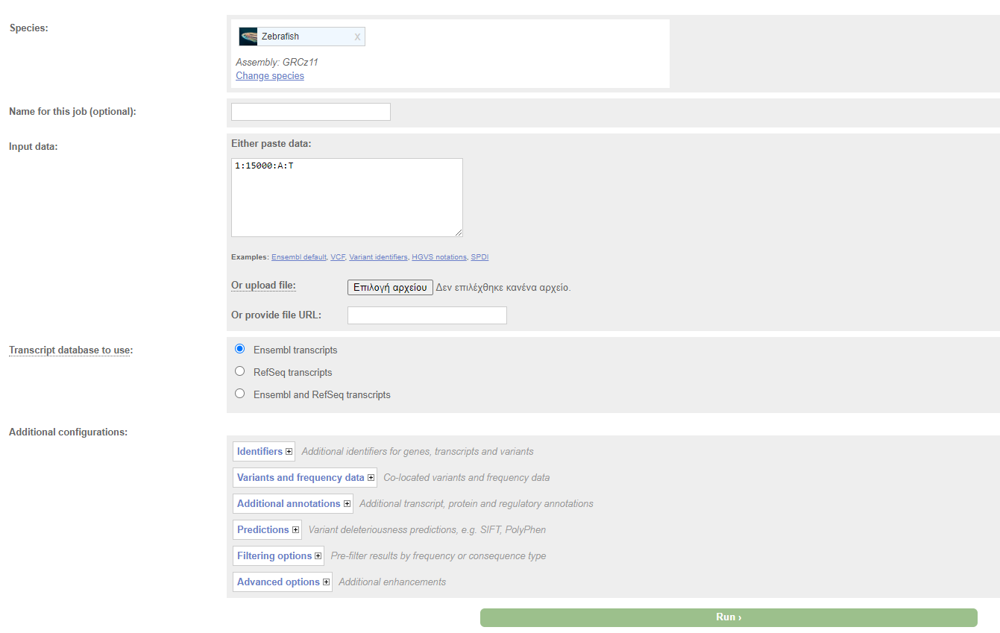 Species:
Zebrafish X
Assembly: GRCz11
Change species
Name for this job (optional):
Input data:
Either paste data:
1:15000:A:T
Examples: Ensembl default, VCF, Variant identifiers, HGVS notations, SPDI
Or upload file: Επιλογή αρχείου Δεν επιλέχθηκε κανένα αρχείο.
Or provide file URL:
Transcript database to use:
Ensembl transcripts
RefSeq transcripts
Ensembl and RefSeq transcripts
Additional configurations:
Identifiers Additional identifiers for genes, transcripts and variants
Variants and frequency data Co-located variants and frequency data
Additional annotations Additional transcript, protein and regulatory annotations
Predictions Variant deleteriousness predictions, e.g. SIFT, PolyPhen
Filtering options Pre-filter results by frequency or consequence type
Advanced options Additional enhancements
Run ›